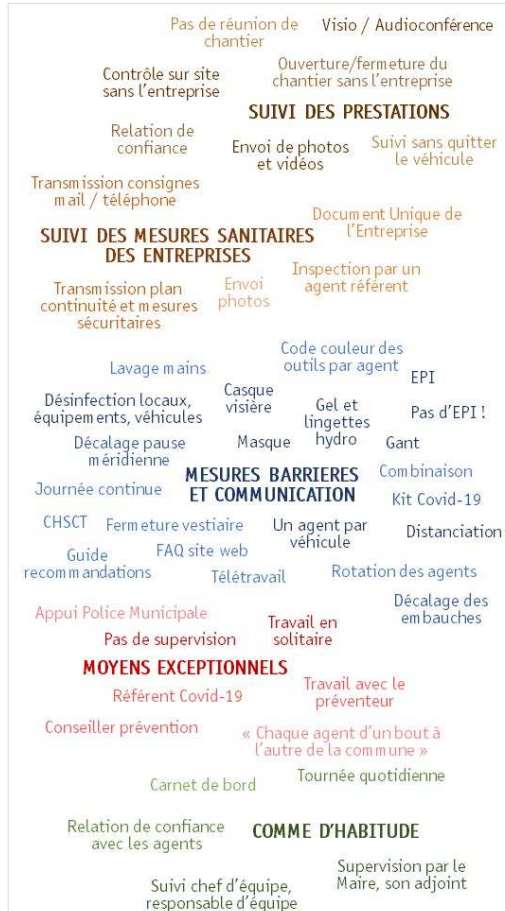 Pas de réunion de
chantier
Visio / Audioconférence
Contrôle sur site
sans l'entreprise
Ouverture/fermeture du
chantier sans l'entreprise
SUIVI DES PRESTATIONS
Relation de
confiance
Envoi de photos
et vidéos
Suivi sans quitter
le véhicule
Transmission consignes
mail / téléphone
Document Unique de
l'Entreprise
SUIVI DES MESURES SANITAIRES
DES ENTREPRISES
Inspection par un
agent référent
Transmission plan
continuité et mesures
sécuritaires
Envoi
photos
Code couleur des
outils par agent
Lavage mains
EPI
Désinfection locaux,
équipements, véhicules
Casque
visière
Gel et
lingettes
hydro
Pas d'EPI !
Décalage pause
méridienne
Masque
Gant
MESURES BARRIERES
ET COMMUNICATION
Combinaison
Journée continue
Kit Covid-19
CHSCT
Fermeture vestiaire
Un agent par
véhicule
Distanciation
Guide
recommandations
FAQ site web
Télétravail
Rotation des agents
Décalage des
embauches
Appui Police Municipale
Travail en
solitaire
Pas de supervision
MOYENS EXCEPTIONNELS
Travail avec le
préventeur
Référent Covid-19
Conseiller prévention
« Chaque agent d'un bout à
l'autre de la commune »
Tournée quotidienne
Carnet de bord
Relation de confiance
avec les agents
COMME D'HABITUDE
Supervision par le
Maire, son adjoint
Suivi chef d'équipe,
responsable d'équipe